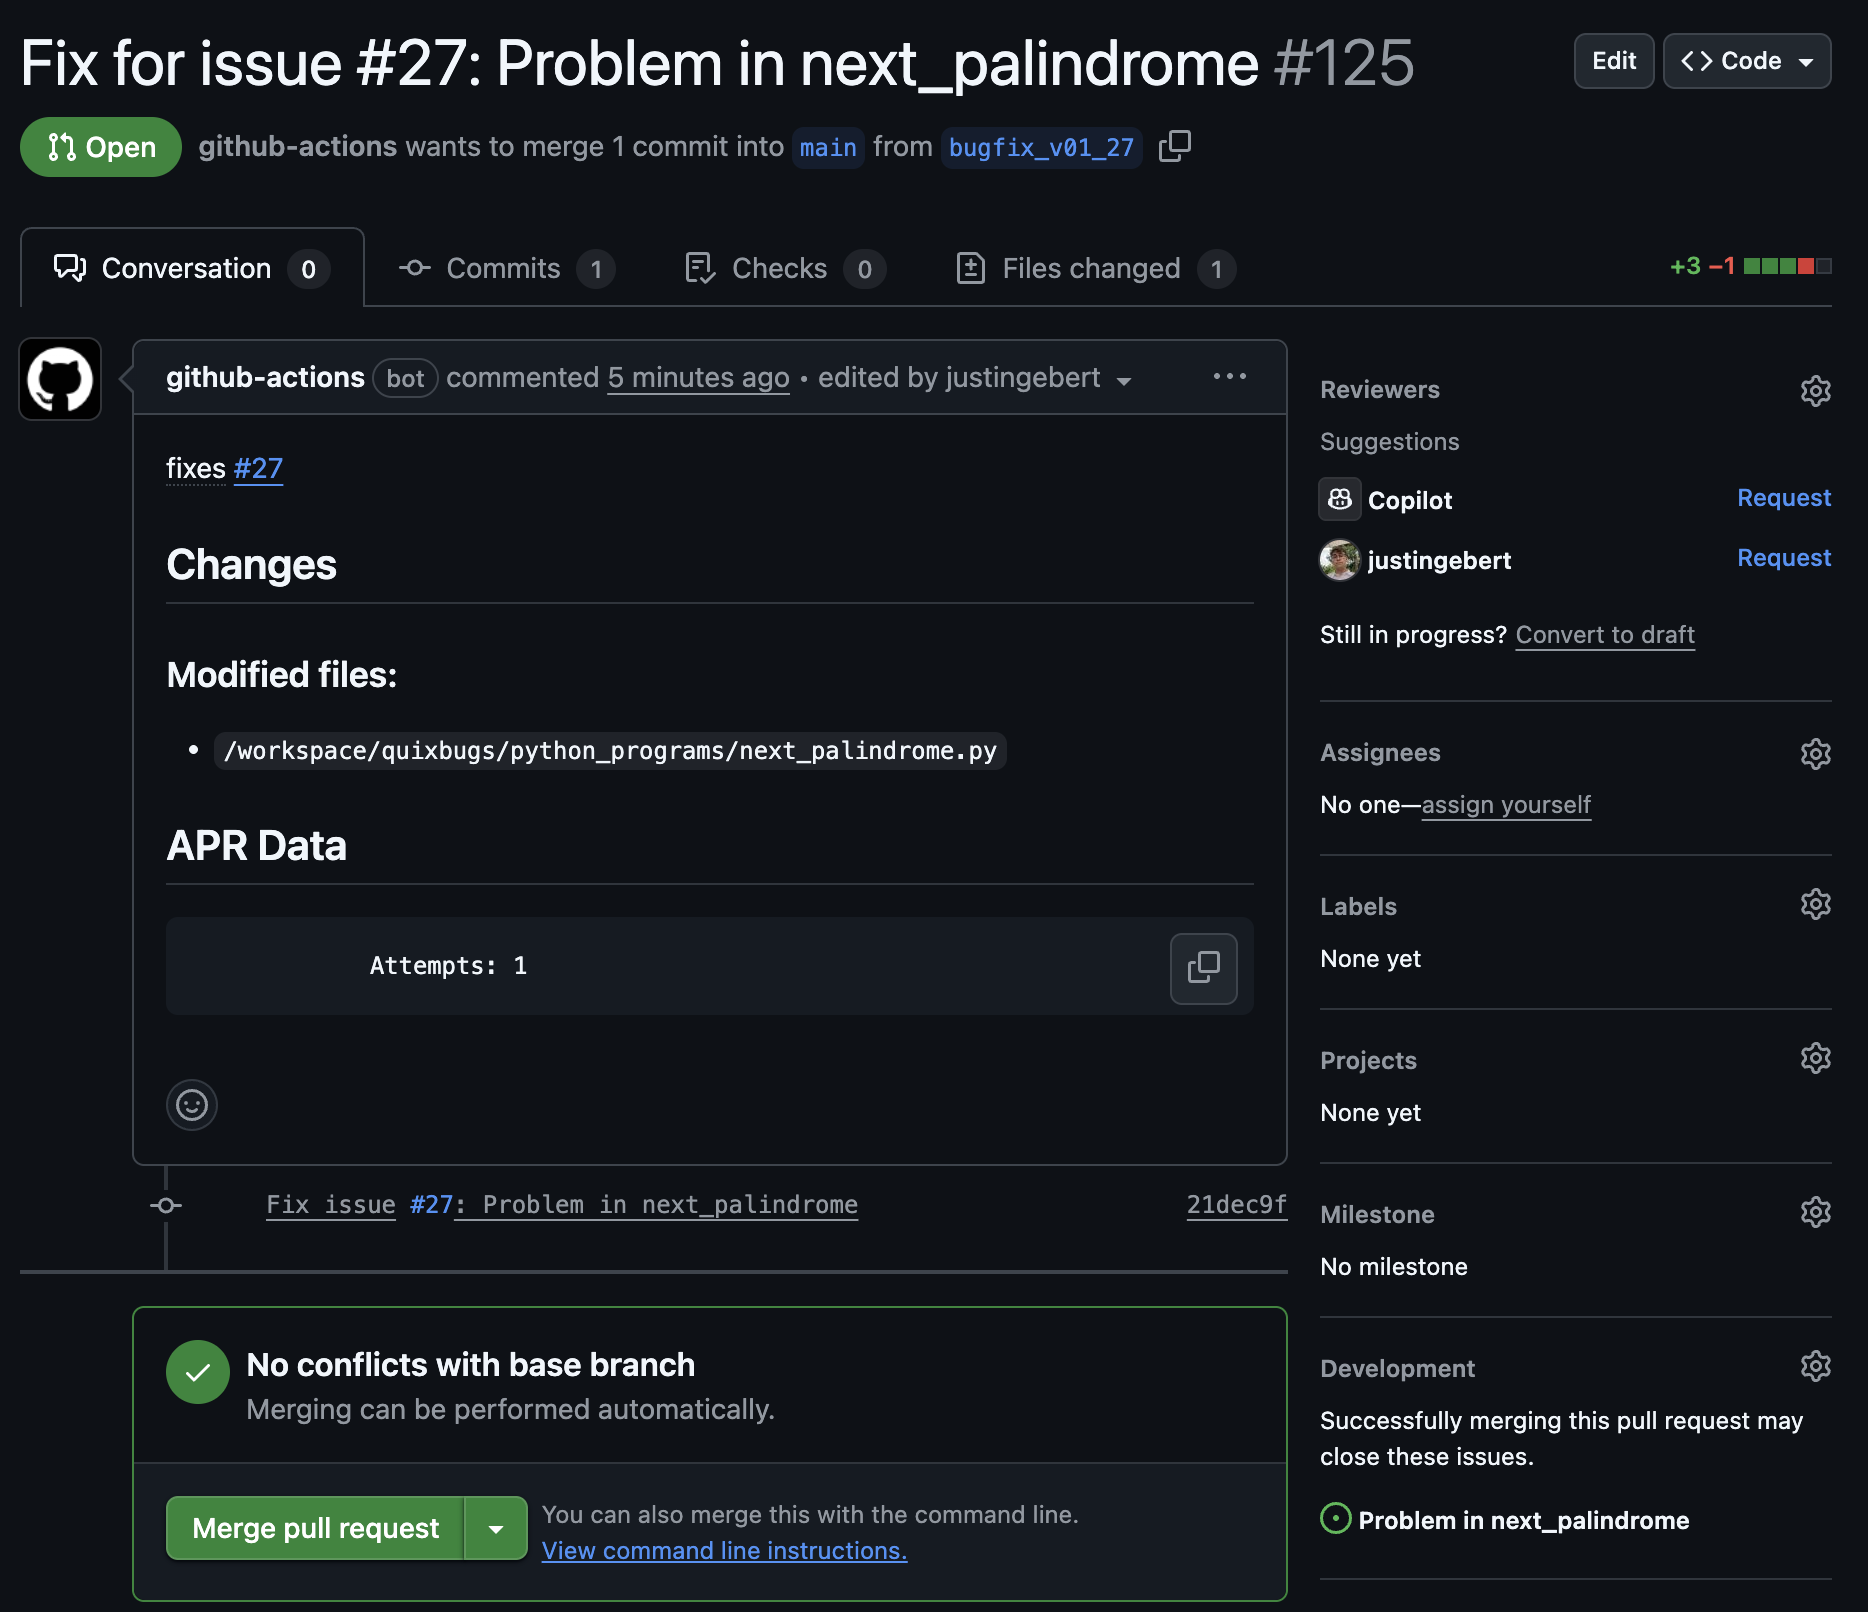 Fix for issue #27: Problem in next_palindrome #125
Edit
Code
Open
github-actions wants to merge 1 commit into main from bugfix_v01_27
Conversation 0
Commits 1
Checks 0
Files changed 1
+3 −1
github-actions bot commented 5 minutes ago • edited by justingebert
fixes #27
Changes
Modified files:
• /workspace/quixbugs/python_programs/next_palindrome.py
APR Data
Attempts: 1
Fix issue #27: Problem in next_palindrome
21dec9f
No conflicts with base branch
Merging can be performed automatically.
Merge pull request
You can also merge this with the command line.
View command line instructions.
Reviewers
Suggestions
Copilot
Request
justingebert
Request
Still in progress? Convert to draft
Assignees
No one—assign yourself
Labels
None yet
Projects
None yet
Milestone
No milestone
Development
Successfully merging this pull request may
close these issues.
Problem in next_palindrome